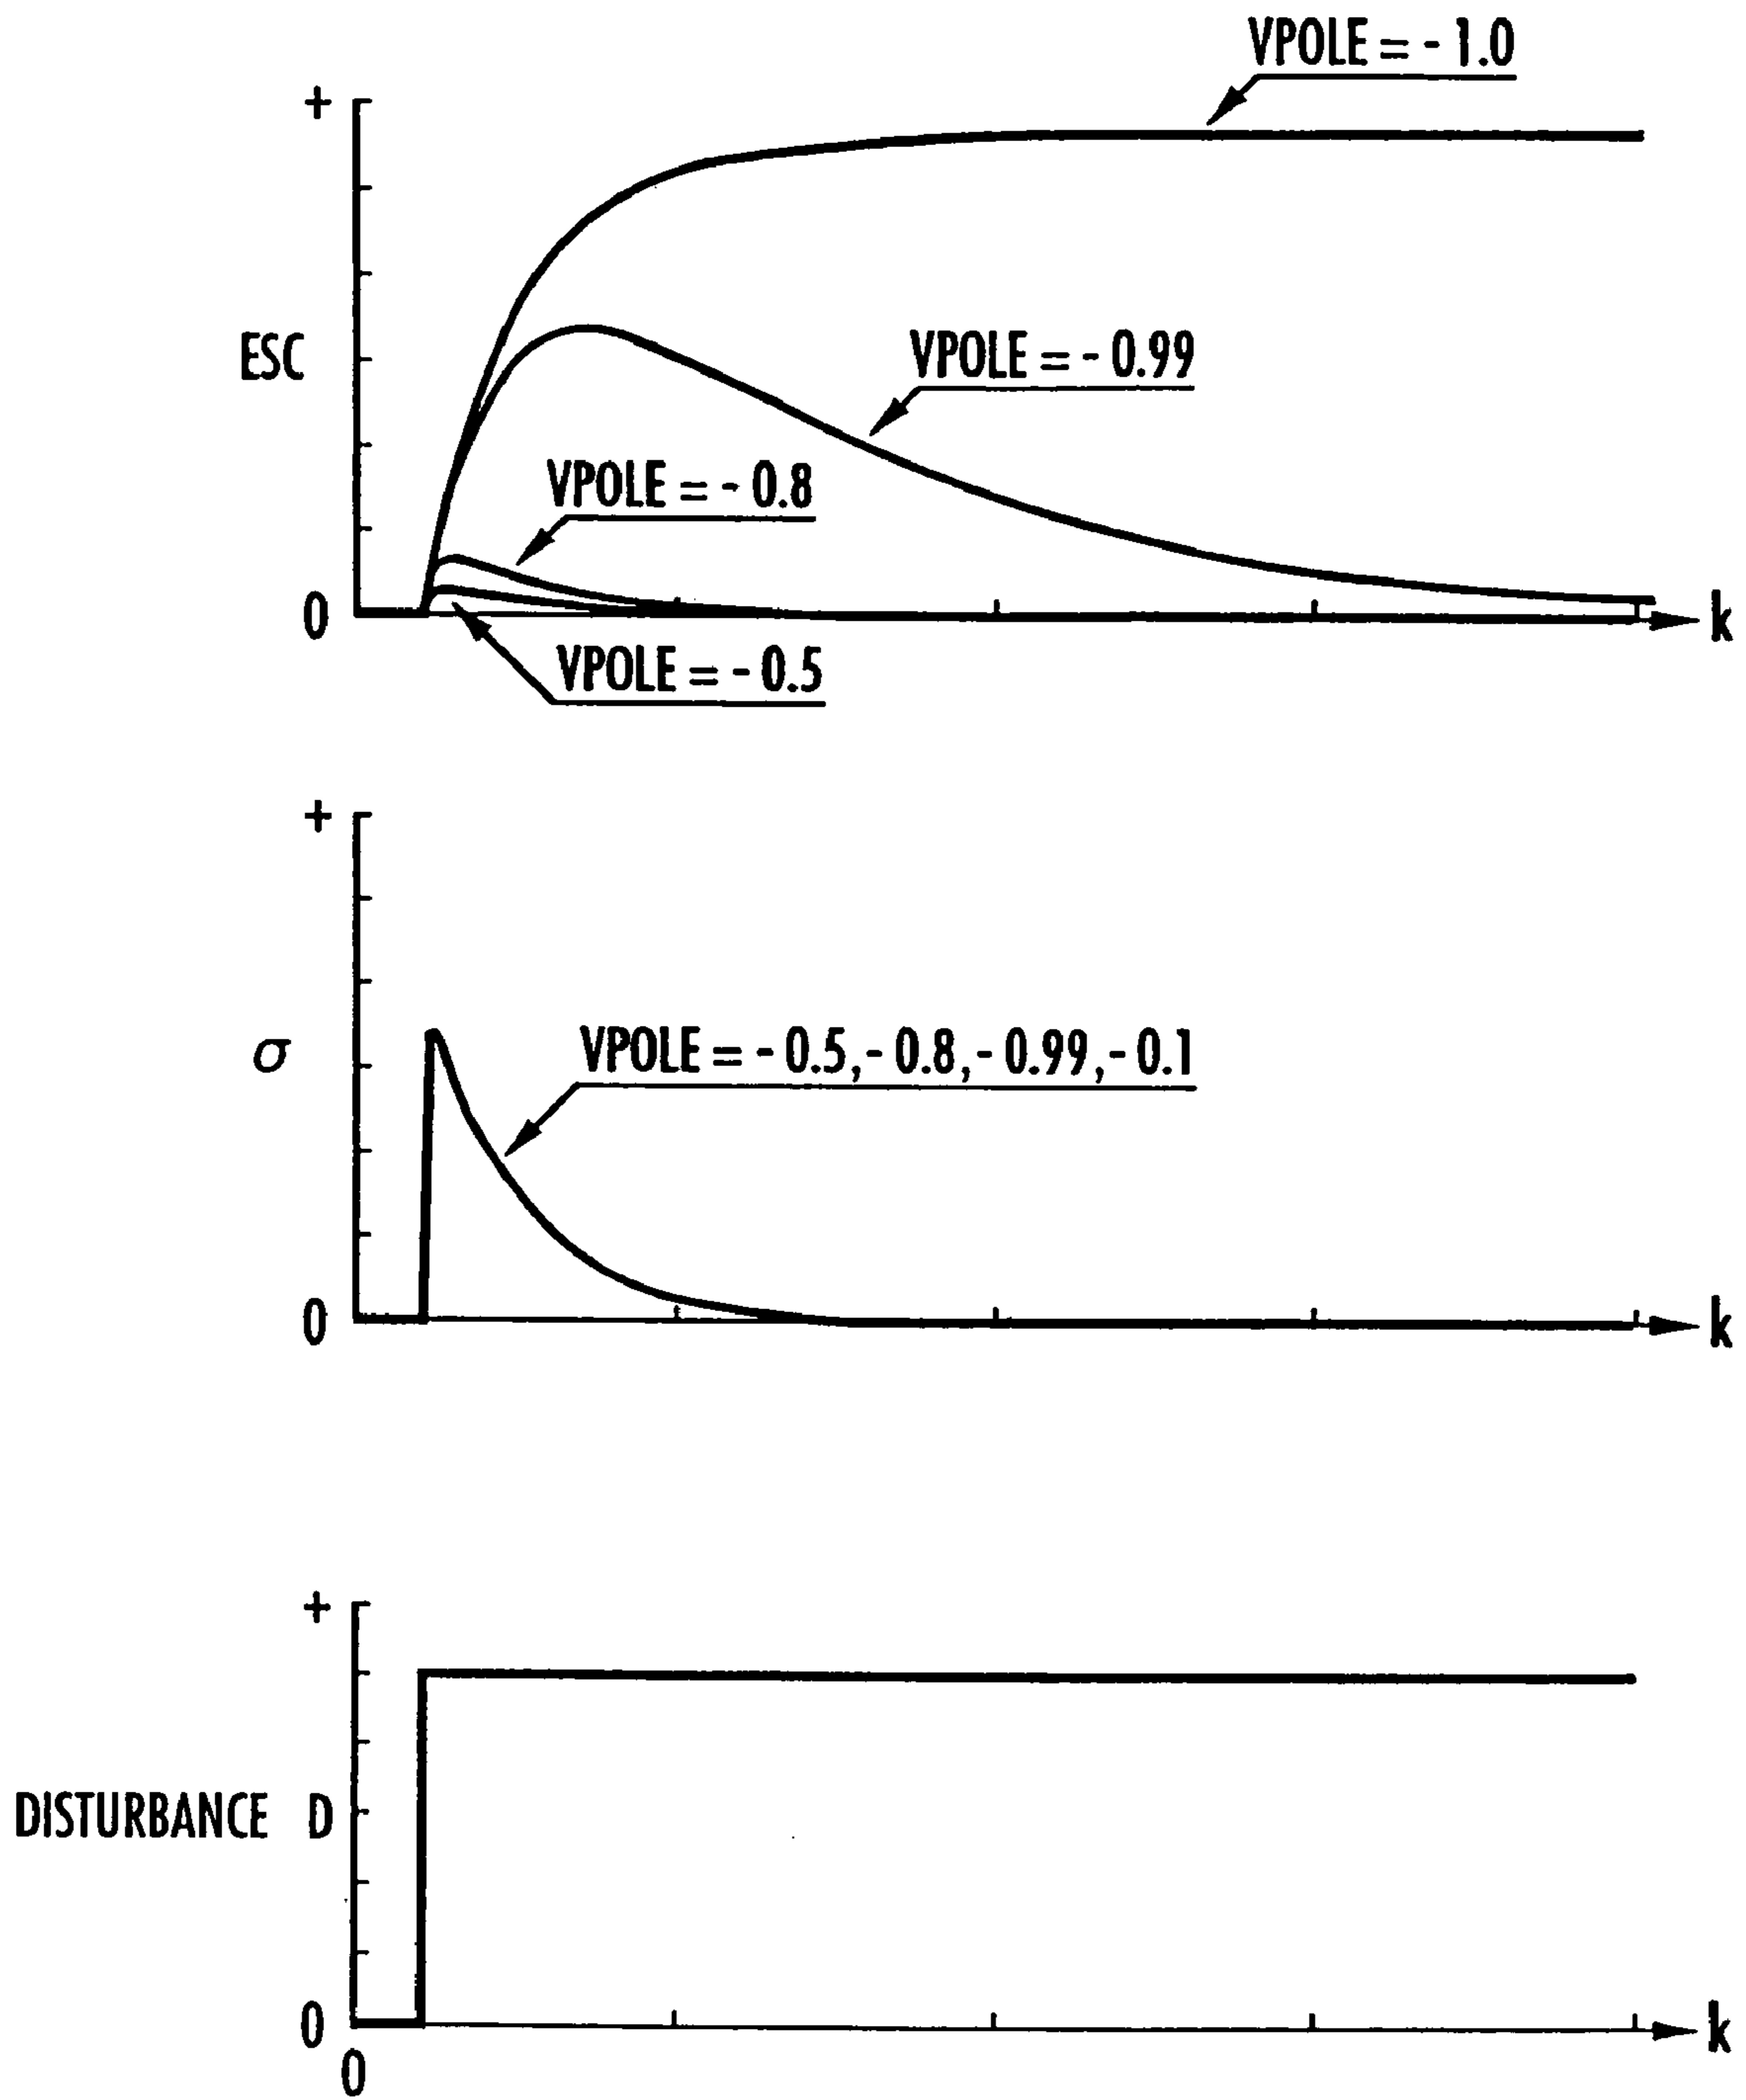 VPOLE = - 1.0
+
ESC
VPOLE = - 0.99
VPOLE = - 0.8
0
k
VPOLE = - 0.5
+
σ
VPOLE = - 0.5, - 0.8, - 0.99, - 0.1
0
k
+
DISTURBANCE D
0
k
0